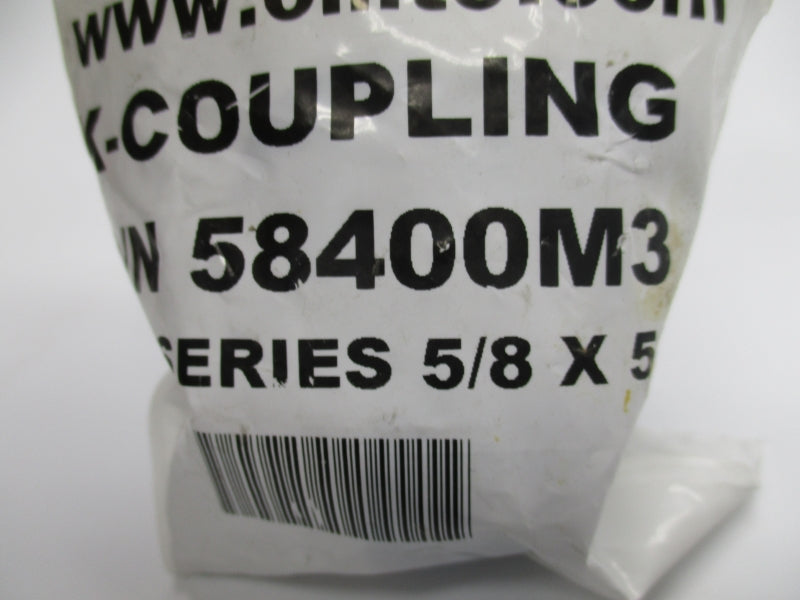 -COUPLING
/N 58400M3
SERIES 5/8 X 5